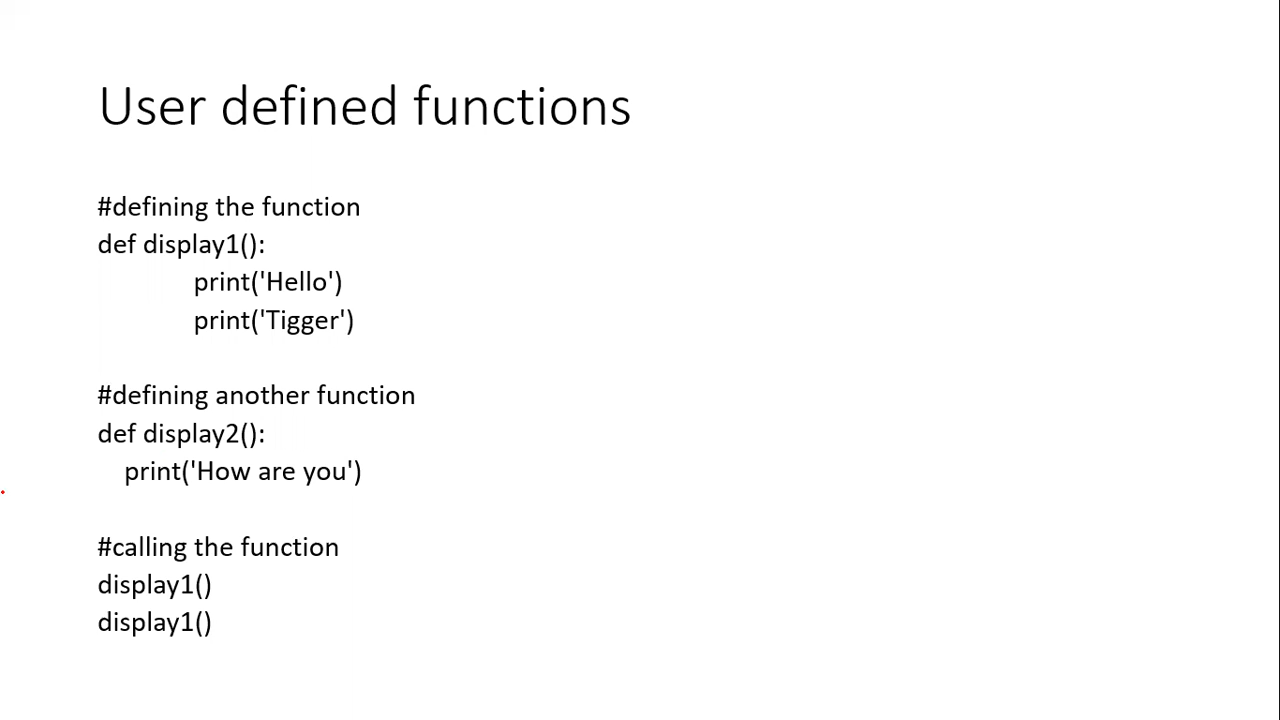 User defined functions
#defining the function
def display1():
print('Hello')
print('Tigger')
#defining another function
def display2():
print('How are you')
#calling the function
display1()
display1()